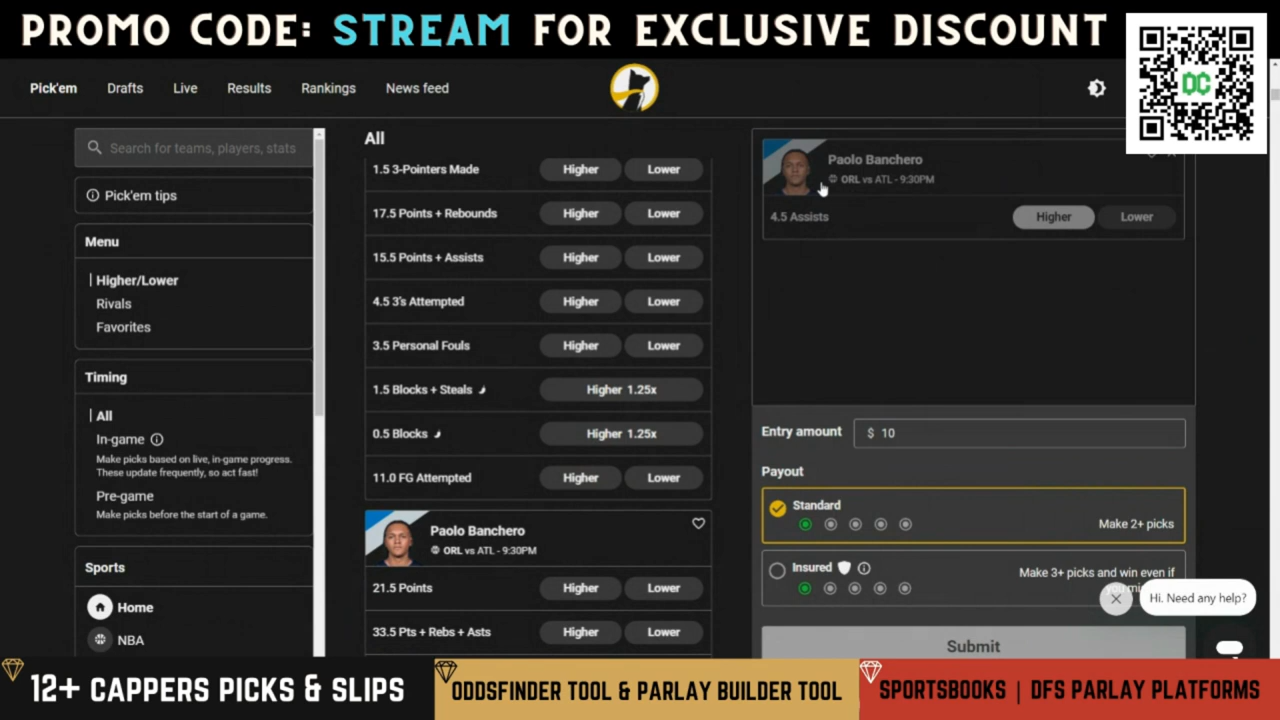 PROMO CODE: STREAM FOR EXCLUSIVE DISCOUNT
Pick'em
Drafts
Live
Results
Rankings
News feed
DC
Search for teams, players, stats
Pick'em tips
Menu
Higher/Lower
Rivals
Favorites
Timing
All
In-game
Make picks based on live, in-game progress.
These update frequently, so act fast!
Pre-game
Make picks before the start of a game.
Sports
Home
NBA
All
1.5 3-Pointers Made Higher Lower
17.5 Points + Rebounds Higher Lower
15.5 Points + Assists Higher Lower
4.5 3's Attempted Higher Lower
3.5 Personal Fouls Higher Lower
1.5 Blocks + Steals Higher 1.25x
0.5 Blocks Higher 1.25x
11.0 FG Attempted Higher Lower
Paolo Banchero
ORL vs ATL - 9:30PM
21.5 Points Higher Lower
33.5 Pts + Rebs + Asts Higher Lower
Paolo Banchero
ORL vs ATL - 9:30PM
4.5 Assists Higher Lower
Entry amount $ 10
Payout
Standard
Make 2+ picks
Insured
Make 3+ picks and win even if
you
Hi. Need any help?
Submit
12+ CAPPERS PICKS & SLIPS
ODDSFINDER TOOL & PARLAY BUILDER TOOL
SPORTSBOOKS | DFS PARLAY PLATFORMS